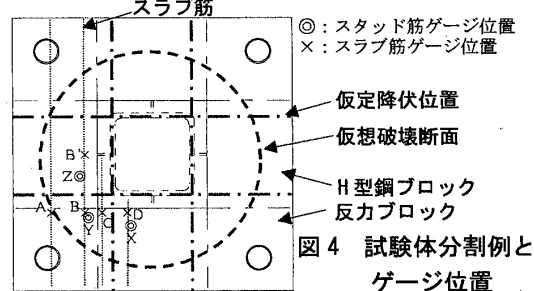 スラブ筋
◎：スタッド筋ゲージ位置
×：スラブ筋ゲージ位置
仮定降伏位置
仮想破壊断面
B'
Z
H型鋼ブロック
A
B
C
D
反力ブロック
Y
X
図4 試験体分割例と
ゲージ位置